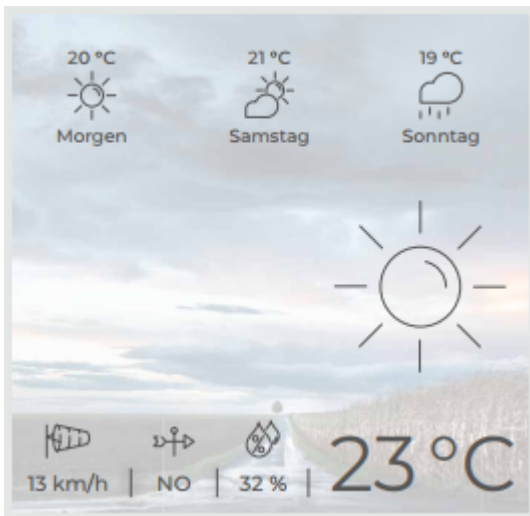 20 °C 21 °C 19 °C
Morgen Samstag Sonntag
13 km/h | NO | 32 % | 23 °C